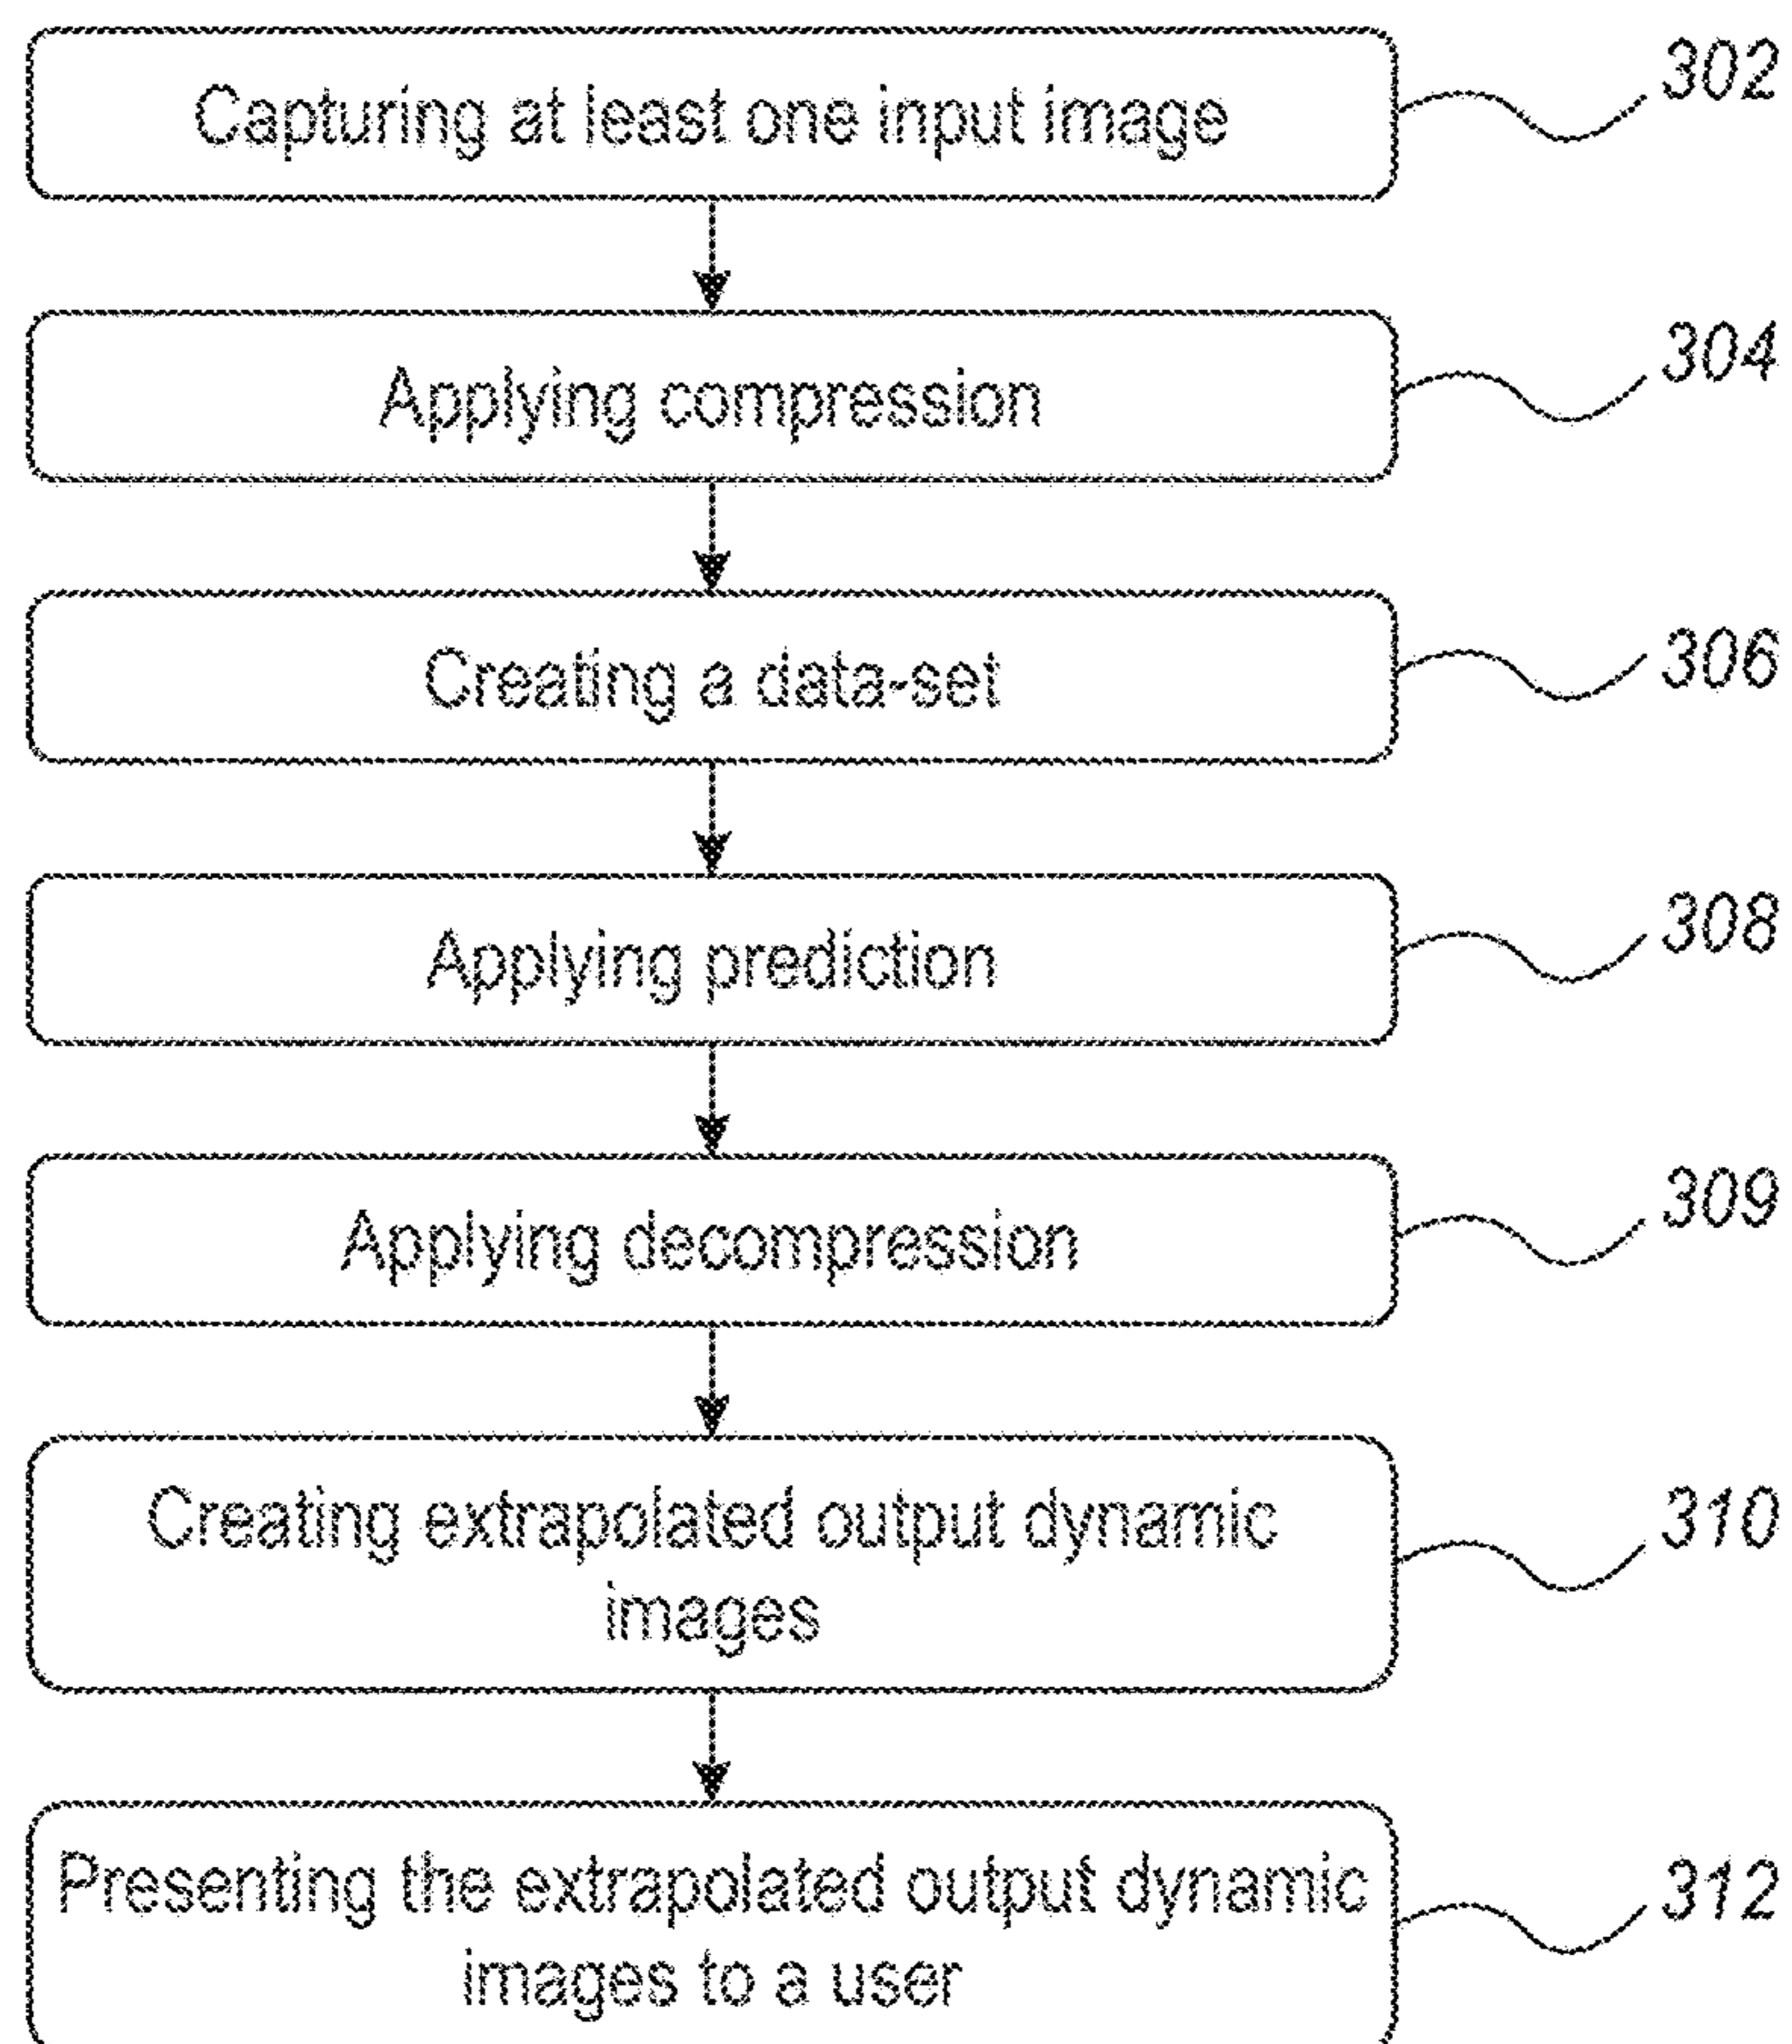 Capturing at least one input image
302
Applying compression
304
Creating a data-set
306
Applying prediction
308
Applying decompression
309
Creating extrapolated output dynamic
images
310
Presenting the extrapolated output dynamic
images to a user
312